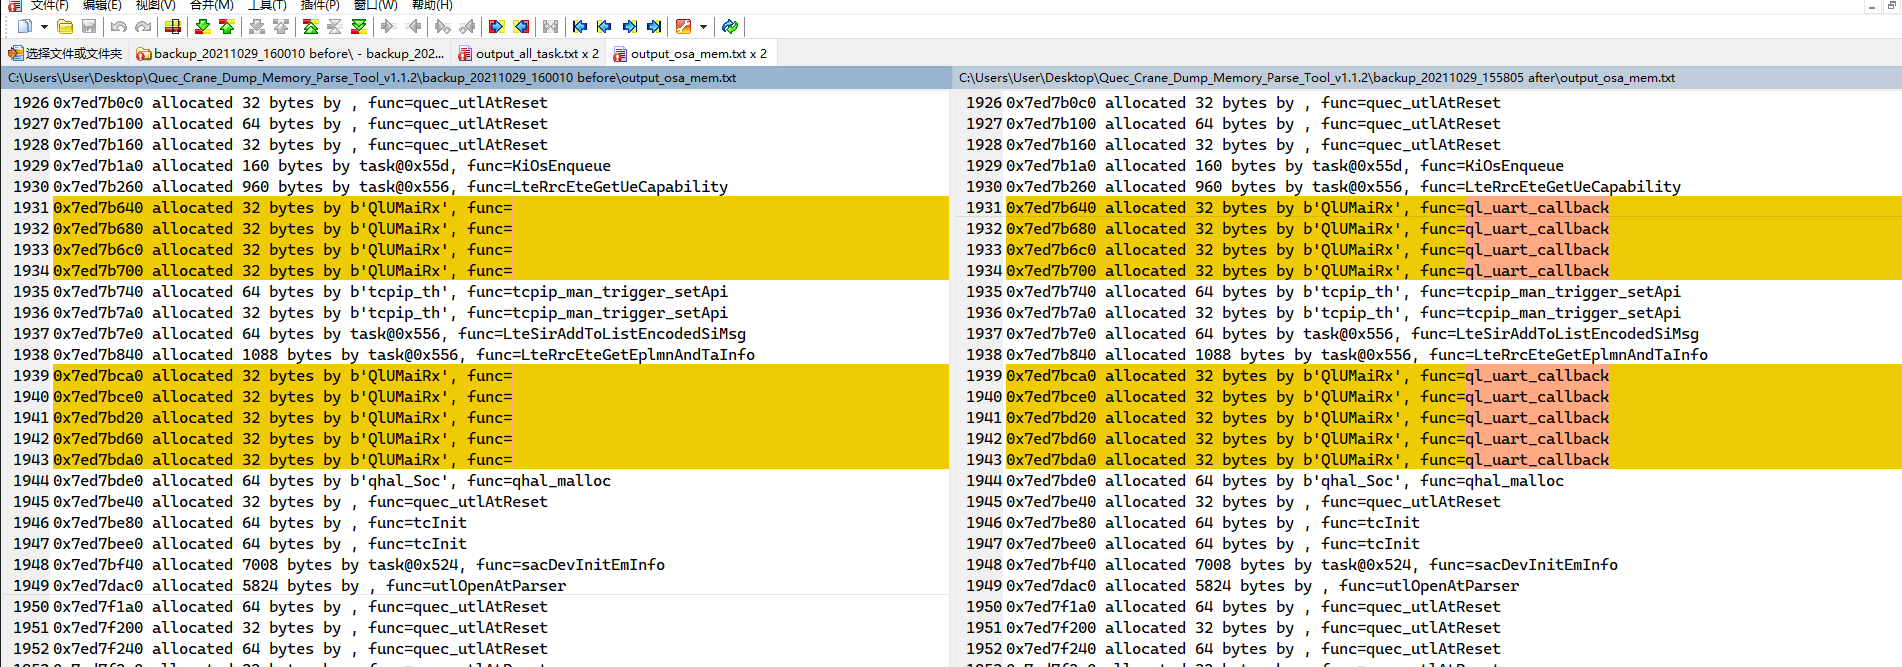 文件(F) 编辑(E) 视图(V) 合并(M) 工具(T) 插件(P) 窗口(W) 帮助(H)
选择文件或文件夹 backup_20211029_160010 before\ - backup_202... output_all_task.txt x 2 output_osa_mem.txt x 2
C:\Users\User\Desktop\Quec_Crane_Dump_Memory_Parse_Tool_v1.1.2\backup_20211029_160010 before\output_osa_mem.txt
1926 0x7ed7b0c0 allocated 32 bytes by , func=quec_utlAtReset
1927 0x7ed7b100 allocated 64 bytes by , func=quec_utlAtReset
1928 0x7ed7b160 allocated 32 bytes by , func=quec_utlAtReset
1929 0x7ed7b1a0 allocated 160 bytes by task@0x55d, func=KiOsEnqueue
1930 0x7ed7b260 allocated 960 bytes by task@0x556, func=LteRrcEteGetUeCapability
1931 0x7ed7b640 allocated 32 bytes by b'QlUMaiRx', func=
1932 0x7ed7b680 allocated 32 bytes by b'QlUMaiRx', func=
1933 0x7ed7b6c0 allocated 32 bytes by b'QlUMaiRx', func=
1934 0x7ed7b700 allocated 32 bytes by b'QlUMaiRx', func=
1935 0x7ed7b740 allocated 64 bytes by b'tcpip_th', func=tcpip_man_trigger_setApi
1936 0x7ed7b7a0 allocated 32 bytes by b'tcpip_th', func=tcpip_man_trigger_setApi
1937 0x7ed7b7e0 allocated 64 bytes by task@0x556, func=LteSirAddToListEncodedSiMsg
1938 0x7ed7b840 allocated 1088 bytes by task@0x556, func=LteRrcEteGetEplmnAndTaInfo
1939 0x7ed7bca0 allocated 32 bytes by b'QlUMaiRx', func=
1940 0x7ed7bce0 allocated 32 bytes by b'QlUMaiRx', func=
1941 0x7ed7bd20 allocated 32 bytes by b'QlUMaiRx', func=
1942 0x7ed7bd60 allocated 32 bytes by b'QlUMaiRx', func=
1943 0x7ed7bda0 allocated 32 bytes by b'QlUMaiRx', func=
1944 0x7ed7bde0 allocated 64 bytes by b'qhal_Soc', func=qhal_malloc
1945 0x7ed7be40 allocated 32 bytes by , func=quec_utlAtReset
1946 0x7ed7be80 allocated 64 bytes by , func=tcInit
1947 0x7ed7bee0 allocated 64 bytes by , func=tcInit
1948 0x7ed7bf40 allocated 7008 bytes by task@0x524, func=sacDevInitEmInfo
1949 0x7ed7dac0 allocated 5824 bytes by , func=utlOpenAtParser
1950 0x7ed7f1a0 allocated 64 bytes by , func=quec_utlAtReset
1951 0x7ed7f200 allocated 32 bytes by , func=quec_utlAtReset
1952 0x7ed7f240 allocated 64 bytes by , func=quec_utlAtReset
C:\Users\User\Desktop\Quec_Crane_Dump_Memory_Parse_Tool_v1.1.2\backup_20211029_155805 after\output_osa_mem.txt
1926 0x7ed7b0c0 allocated 32 bytes by , func=quec_utlAtReset
1927 0x7ed7b100 allocated 64 bytes by , func=quec_utlAtReset
1928 0x7ed7b160 allocated 32 bytes by , func=quec_utlAtReset
1929 0x7ed7b1a0 allocated 160 bytes by task@0x55d, func=KiOsEnqueue
1930 0x7ed7b260 allocated 960 bytes by task@0x556, func=LteRrcEteGetUeCapability
1931 0x7ed7b640 allocated 32 bytes by b'QlUMaiRx', func=ql_uart_callback
1932 0x7ed7b680 allocated 32 bytes by b'QlUMaiRx', func=ql_uart_callback
1933 0x7ed7b6c0 allocated 32 bytes by b'QlUMaiRx', func=ql_uart_callback
1934 0x7ed7b700 allocated 32 bytes by b'QlUMaiRx', func=ql_uart_callback
1935 0x7ed7b740 allocated 64 bytes by b'tcpip_th', func=tcpip_man_trigger_setApi
1936 0x7ed7b7a0 allocated 32 bytes by b'tcpip_th', func=tcpip_man_trigger_setApi
1937 0x7ed7b7e0 allocated 64 bytes by task@0x556, func=LteSirAddToListEncodedSiMsg
1938 0x7ed7b840 allocated 1088 bytes by task@0x556, func=LteRrcEteGetEplmnAndTaInfo
1939 0x7ed7bca0 allocated 32 bytes by b'QlUMaiRx', func=ql_uart_callback
1940 0x7ed7bce0 allocated 32 bytes by b'QlUMaiRx', func=ql_uart_callback
1941 0x7ed7bd20 allocated 32 bytes by b'QlUMaiRx', func=ql_uart_callback
1942 0x7ed7bd60 allocated 32 bytes by b'QlUMaiRx', func=ql_uart_callback
1943 0x7ed7bda0 allocated 32 bytes by b'QlUMaiRx', func=ql_uart_callback
1944 0x7ed7bde0 allocated 64 bytes by b'qhal_Soc', func=qhal_malloc
1945 0x7ed7be40 allocated 32 bytes by , func=quec_utlAtReset
1946 0x7ed7be80 allocated 64 bytes by , func=tcInit
1947 0x7ed7bee0 allocated 64 bytes by , func=tcInit
1948 0x7ed7bf40 allocated 7008 bytes by task@0x524, func=sacDevInitEmInfo
1949 0x7ed7dac0 allocated 5824 bytes by , func=utlOpenAtParser
1950 0x7ed7f1a0 allocated 64 bytes by , func=quec_utlAtReset
1951 0x7ed7f200 allocated 32 bytes by , func=quec_utlAtReset
1952 0x7ed7f240 allocated 64 bytes by , func=quec_utlAtReset